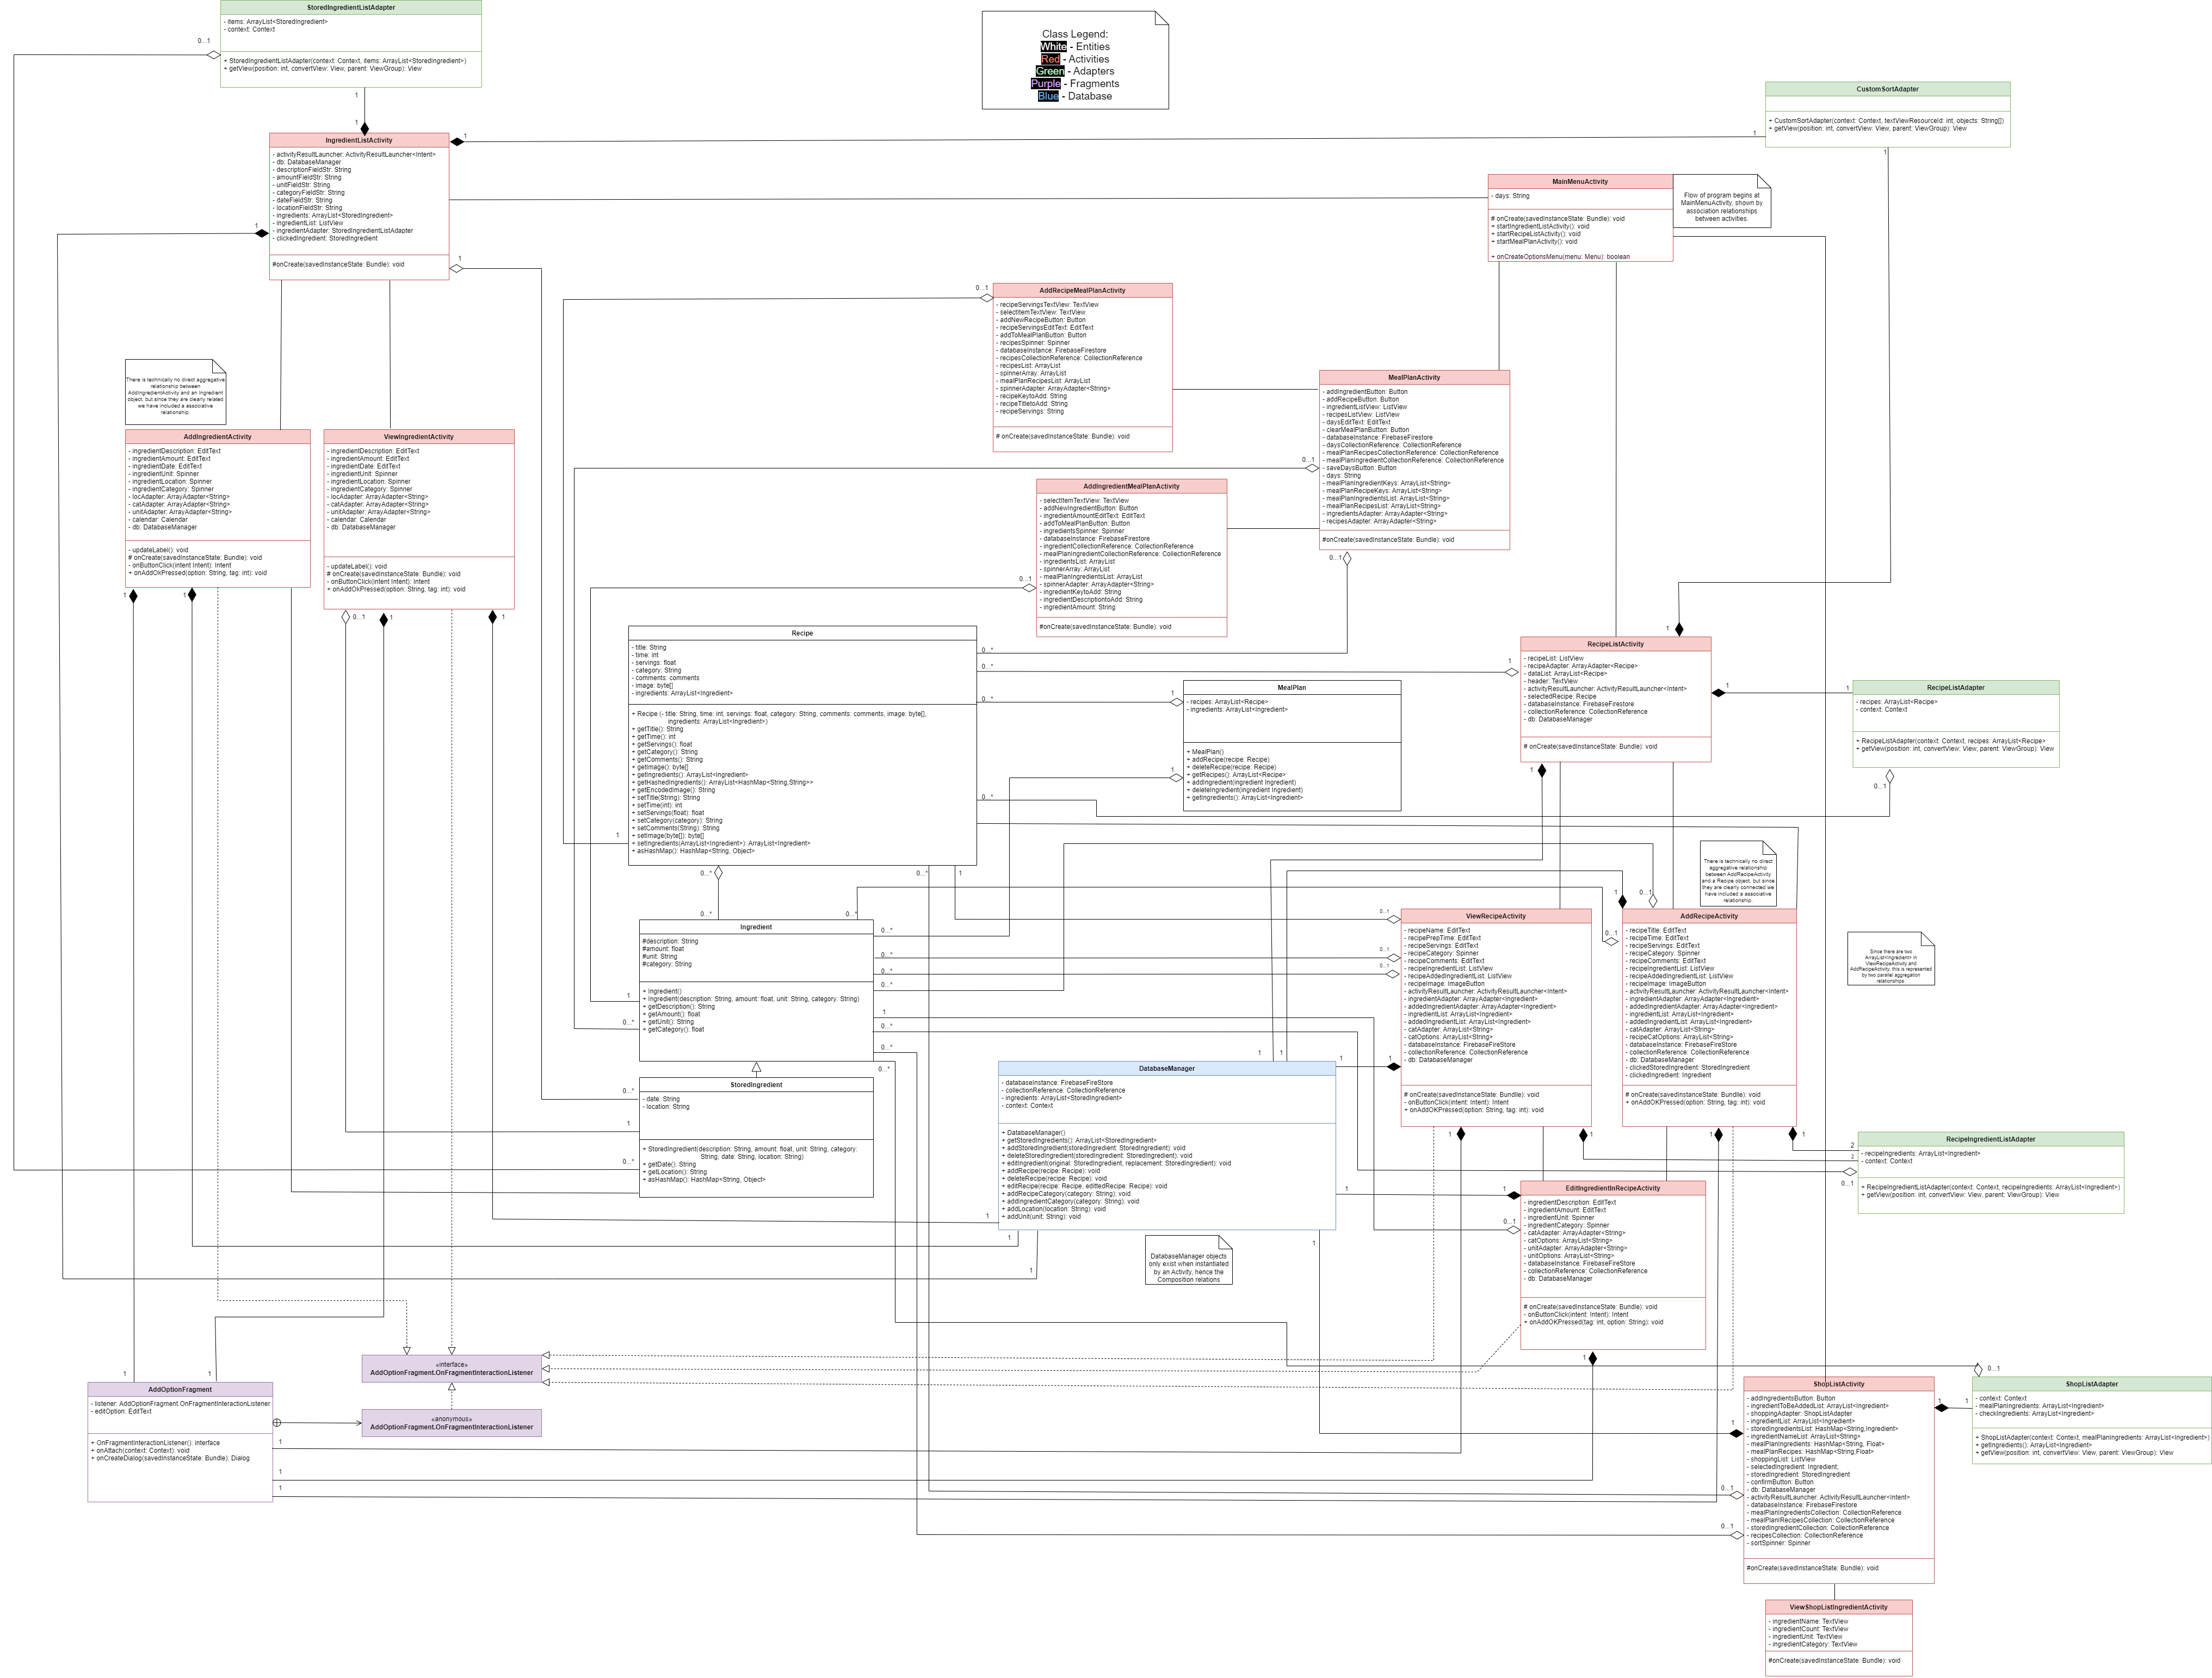 StoredIngredientListAdapter
- items: ArrayList<StoredIngredient>
- context: Context
+ StoredIngredientListAdapter(context: Context, items: ArrayList<StoredIngredient>)
+ getView(position: int, convertView: View, parent: ViewGroup): View
0...1
1
1
Class Legend:
White - Entities
Red - Activities
Green - Adapters
Purple - Fragments
Blue - Database
CustomSortAdapter
+ CustomSortAdapter(context: Context, textViewResourceId: int, objects: String[])
+ getView(position: int, convertView: View, parent: ViewGroup): View
1
1
IngredientListActivity
- activityResultLauncher: ActivityResultLauncher<Intent>
- db: DatabaseManager
- descriptionFieldStr: String
- amountFieldStr: String
- unitFieldStr: String
- categoryFieldStr: String
- dateFieldStr: String
- locationFieldStr: String
- ingredients: ArrayList<StoredIngredient>
- ingredientList: ListView
- ingredientAdapter: StoredIngredientListAdapter
- clickedIngredient: StoredIngredient
#onCreate(savedInstanceState: Bundle): void
1
1
1
MainMenuActivity
- days: String
# onCreate(savedInstanceState: Bundle): void
+ startIngredientListActivity(): void
+ startRecipeListActivity(): void
+ startMealPlanActivity(): void
+ onCreateOptionsMenu(menu: Menu): boolean
Flow of program begins at
MainMenuActivity, shown by
association relationships
between activities.
AddRecipeMealPlanActivity
- recipeServingsTextView: TextView
- selectItemTextView: TextView
- addNewRecipeButton: Button
- recipeServingsEditText: EditText
- addToMealPlanButton: Button
- recipesSpinner: Spinner
- databaseInstance: FirebaseFirestore
- recipesCollectionReference: CollectionReference
- recipesList: ArrayList
- spinnerArray: ArrayList
- mealPlanRecipesList: ArrayList
- spinnerAdapter: ArrayAdapter<String>
- recipeKeytoAdd: String
- recipeTitletoAdd: String
- recipeServings: String
# onCreate(savedInstanceState: Bundle): void
0...1
MealPlanActivity
- addIngredientButton: Button
- addRecipeButton: Button
- ingredientListView: ListView
- recipesListView: ListView
- daysEditText: EditText
- clearMealPlanButton: Button
- databaseInstance: FirebaseFirestore
- daysCollectionReference: CollectionReference
- mealPlanRecipesCollectionReference: CollectionReference
- mealPlanIngredientCollectionReference: CollectionReference
- saveDaysButton: Button
- days: String
- mealPlanIngredientKeys: ArrayList<String>
- mealPlanRecipeKeys: ArrayList<String>
- mealPlanIngredientsList: ArrayList<String>
- mealPlanRecipesList: ArrayList<String>
- ingredientsAdapter: ArrayAdapter<String>
- recipesAdapter: ArrayAdapter<String>
#onCreate(savedInstanceState: Bundle): void
0...1
0...1
There is technically no direct aggregative
relationship between
AddIngredientActivity and an Ingredient
object, but since they are clearly related
we have included a associative
relationship.
AddIngredientActivity
- ingredientDescription: EditText
- ingredientAmount: EditText
- ingredientDate: EditText
- ingredientUnit: Spinner
- ingredientLocation: Spinner
- ingredientCategory: Spinner
- locAdapter: ArrayAdapter<String>
- catAdapter: ArrayAdapter<String>
- unitAdapter: ArrayAdapter<String>
- calendar: Calendar
- db: DatabaseManager
- updateLabel(): void
# onCreate(savedInstanceState: Bundle): void
- onButtonClick(intent Intent): Intent
+ onAddOkPressed(option: String, tag: int): void
1
1
ViewIngredientActivity
- ingredientDescription: EditText
- ingredientAmount: EditText
- ingredientDate: EditText
- ingredientUnit: Spinner
- ingredientLocation: Spinner
- ingredientCategory: Spinner
- locAdapter: ArrayAdapter<String>
- catAdapter: ArrayAdapter<String>
- unitAdapter: ArrayAdapter<String>
- calendar: Calendar
- db: DatabaseManager
- updateLabel(): void
# onCreate(savedInstanceState: Bundle): void
- onButtonClick(intent Intent): Intent
+ onAddOkPressed(option: String, tag: int): void
0...1
1
1
AddIngredientMealPlanActivity
- selectItemTextView: TextView
- addNewIngredientButton: Button
- ingredientAmountEditText: EditText
- addToMealPlanButton: Button
- ingredientsSpinner: Spinner
- databaseInstance: FirebaseFirestore
- ingredientCollectionReference: CollectionReference
- mealPlanIngredientCollectionReference: CollectionReference
- ingredientsList: ArrayList
- spinnerArray: ArrayList
- mealPlanIngredientsList: ArrayList
- spinnerAdapter: ArrayAdapter<String>
- ingredientKeytoAdd: String
- ingredientDescriptiontoAdd: String
- ingredientAmount: String
#onCreate(savedInstanceState: Bundle): void
0...1
Recipe
- title: String
- time: int
- servings: float
- category: String
- comments: comments
- image: byte[]
- ingredients: ArrayList<Ingredient>
+ Recipe (- title: String, time: int, servings: float, category: String, comments: comments, image: byte[],
ingredients: ArrayList<Ingredient>)
+ getTitle(): String
+ getTime(): int
+ getServings(): float
+ getCategory(): String
+ getComments(): String
+ getImage(): byte[]
+ getIngredients(): ArrayList<Ingredient>
+ getHashedIngredients(): ArrayList<HashMap<String,String>>
+ getEncodedImage(): String
+ setTitle(String): String
+ setTime(int): int
+ setServings(float): float
+ setCategory(category): String
+ setComments(String): String
+ setImage(byte[]): byte[]
+ setIngredients(ArrayList<Ingredient>): ArrayList<Ingredient>
+ asHashMap(): HashMap<String, Object>
0...*
0...*
0...*
0...*
1
0...*
0...*
1
MealPlan
- recipes: ArrayList<Recipe>
- ingredients: ArrayList<Ingredient>
+ MealPlan()
+ addRecipe(recipe: Recipe)
+ deleteRecipe(recipe: Recipe)
+ getRecipes(): ArrayList<Recipe>
+ addIngredient(ingredient Ingredient)
+ deleteIngredient(ingredient Ingredient)
+ getIngredients(): ArrayList<Ingredient>
1
1
RecipeListActivity
- recipeList: ListView
- recipeAdapter: ArrayAdapter<Recipe>
- dataList: ArrayList<Recipe>
- header: TextView
- activityResultLauncher: ActivityResultLauncher<Intent>
- selectedRecipe: Recipe
- databaseInstance: FirebaseFirestore
- collectionReference: CollectionReference
- db: DatabaseManager
# onCreate(savedInstanceState: Bundle): void
1
1
1
1
RecipeListAdapter
- recipes: ArrayList<Recipe>
- context: Context
+ RecipeListAdapter(context: Context, recipes: ArrayList<Recipe>
+ getView(position: int, convertView: View, parent: ViewGroup): View
1
0...1
There is technically no direct
aggregative relationship
between AddRecipeActivity
and a Recipe object, but since
they are clearly connected we
have included a associative
relationship.
Since there are two
ArrayList<Ingredient> in
ViewRecipeActivity and
AddRecipeActivity, this is represented
by two parallel aggregation
relationships.
Ingredient
#description: String
#amount: float
#unit: String
#category: String
+ Ingredient()
+ Ingredient(description: String, amount: float, unit: String, category: String)
+ getDescription(): String
+ getAmount(): float
+ getUnit(): String
+ getCategory(): float
0...*
0...*
0...*
0...*
0...*
0...*
1
0...*
0...*
0...*
1
0...*
StoredIngredient
- date: String
- location: String
+ StoredIngredient(description: String, amount: float, unit: String, category:
String, date: String, location: String)
+ getDate(): String
+ getLocation(): String
+ asHashMap(): HashMap<String, Object>
0...*
1
0...*
DatabaseManager
- databaseInstance: FirebaseFireStore
- collectionReference: CollectionReference
- ingredients: ArrayList<StoredIngredient>
- context: Context
+ DatabaseManager()
+ getStoredIngredients(): ArrayList<StoredIngredient>
+ addStoredIngredient(storedIngredient: StoredIngredient): void
+ deleteStoredIngredient(storedIngredient: StoredIngredient): void
+ editIngredient(original: StoredIngredient, replacement: StoredIngredient): void
+ addRecipe(recipe: Recipe): void
+ deleteRecipe(recipe: Recipe): void
+ editRecipe(recipe: Recipe, edittedRecipe: Recipe): void
+ addRecipeCategory(category: String): void
+ addIngredientCategory(category: String): void
+ addLocation(location: String): void
+ addUnit(unit: String): void
1
1
1
1
1
1
1
1
DatabaseManager objects
only exist when instantiated
by an Activity, hence the
Composition relations
ViewRecipeActivity
- recipeName: EditText
- recipePrepTime: EditText
- recipeServings: EditText
- recipeCategory: Spinner
- recipeComments: EditText
- recipeIngredientList: ListView
- recipeAddedIngredientList: ListView
- recipeImage: ImageButton
- activityResultLauncher: ActivityResultLauncher<Intent>
- ingredientAdapter: ArrayAdapter<Ingredient>
- addedIngredientAdapter: ArrayAdapter<Ingredient>
- ingredientList: ArrayList<Ingredient>
- addedIngredientList: ArrayList<Ingredient>
- catAdapter: ArrayList<String>
- catOptions: ArrayList<String>
- databaseInstance: FirebaseFireStore
- collectionReference: CollectionReference
- db: DatabaseManager
# onCreate(savedInstanceState: Bundle): void
- onButtonClick(intent: Intent): Intent
+ onAddOKPressed(option: String, tag: int): void
0...1
0...1
0...1
1
1
1
AddRecipeActivity
- recipeTitle: EditText
- recipeTime: EditText
- recipeServings: EditText
- recipeCategory: Spinner
- recipeComments: EditText
- recipeIngredientList: ListView
- recipeAddedIngredientList: ListView
- recipeImage: ImageButton
- activityResultLauncher: ActivityResultLauncher<Intent>
- ingredientAdapter: ArrayAdapter<Ingredient>
- addedIngredientAdapter: ArrayAdapter<Ingredient>
- ingredientList: ArrayList<Ingredient>
- addedIngredientList: ArrayList<Ingredient>
- catAdapter: ArrayList<String>
- recipeCatOptions: ArrayList<String>
- databaseInstance: FirebaseFireStore
- collectionReference: CollectionReference
- db: DatabaseManager
- clickedStoredIngredient: StoredIngredient
- clickedIngredient: Ingredient
# onCreate(savedInstanceState: Bundle): void
+ onAddOKPressed(option: String, tag: int): void
1
0...1
0...1
1
1
RecipeIngredientListAdapter
- recipeIngredients: ArrayList<Ingredient>
- context: Context
+ RecipeIngredientListAdapter(context: Context, recipeIngredients: ArrayList<Ingredient>)
+ getView(position: int, convertView: View, parent: ViewGroup): View
2
2
0...1
EditIngredientInRecipeActivity
- ingredientDescription: EditText
- ingredientAmount: EditText
- ingredientUnit: Spinner
- ingredientCategory: Spinner
- catAdapter: ArrayAdapter<String>
- catOptions: ArrayList<String>
- unitAdapter: ArrayAdapter<String>
- unitOptions: ArrayList<String>
- databaseInstance: FirebaseFireStore
- collectionReference: CollectionReference
- db: DatabaseManager
# onCreate(savedInstanceState: Bundle): void
- onButtonClick(intent: Intent): Intent
+ onAddOKPressed(tag: int, option: String): void
1
0...1
1
«interface»
AddOptionFragment.OnFragmentInteractionListener
«anonymous»
AddOptionFragment.OnFragmentInteractionListener
AddOptionFragment
- listener: AddOptionFragment.OnFragmentInteractionListener
- editOption: EditText
+ OnFragmentInteractionListener(): interface
+ onAttach(context: Context): void
+ onCreateDialog(savedInstanceState: Bundle): Dialog
1
1
1
1
1
ShopListActivity
- addIngredientsButton: Button
- ingredientToBeAddedList: ArrayList<Ingredient>
- shoppingAdapter: ShopListAdapter
- ingredientList: ArrayList<Ingredient>
- storedIngredientsList: HashMap<String,Ingredient>
- ingredientNameList: ArrayList<String>
- mealPlanIngredients: HashMap<String, Float>
- mealPlanRecipes: HashMap<String,Float>
- shoppingList: ListView
- selectedIngredient: Ingredient;
- storedIngredient: StoredIngredient
- confirmButton: Button
- db: DatabaseManager
- activityResultLauncher: ActivityResultLauncher<Intent>
- databaseInstance: FirebaseFirestore
- mealPlanIngredientsCollection: CollectionReference
- mealPlanlRecipesCollection: CollectionReference
- storedIngredientCollection: CollectionReference
- recipesCollection: CollectionReference
- sortSpinner: Spinner
#onCreate(savedInstanceState: Bundle): void
1
1
0...1
0...1
ShopListAdapter
- context: Context
- mealPlanIngredients: ArrayList<Ingredient>
- checkIngredients: ArrayList<Ingredient>
+ ShopListAdapter(context: Context, mealPlanIngredients: ArrayList<Ingredient>)
+ getIngredients(): ArrayList<Ingredient>
+ getView(position: int, convertView: View, parent: ViewGroup): View
0...1
1
ViewShopListIngredientActivity
- ingredientName: TextView
- ingredientCount: TextView
- ingredientUnit: TextView
- ingredientCategory: TextView
#onCreate(savedInstanceState: Bundle): void